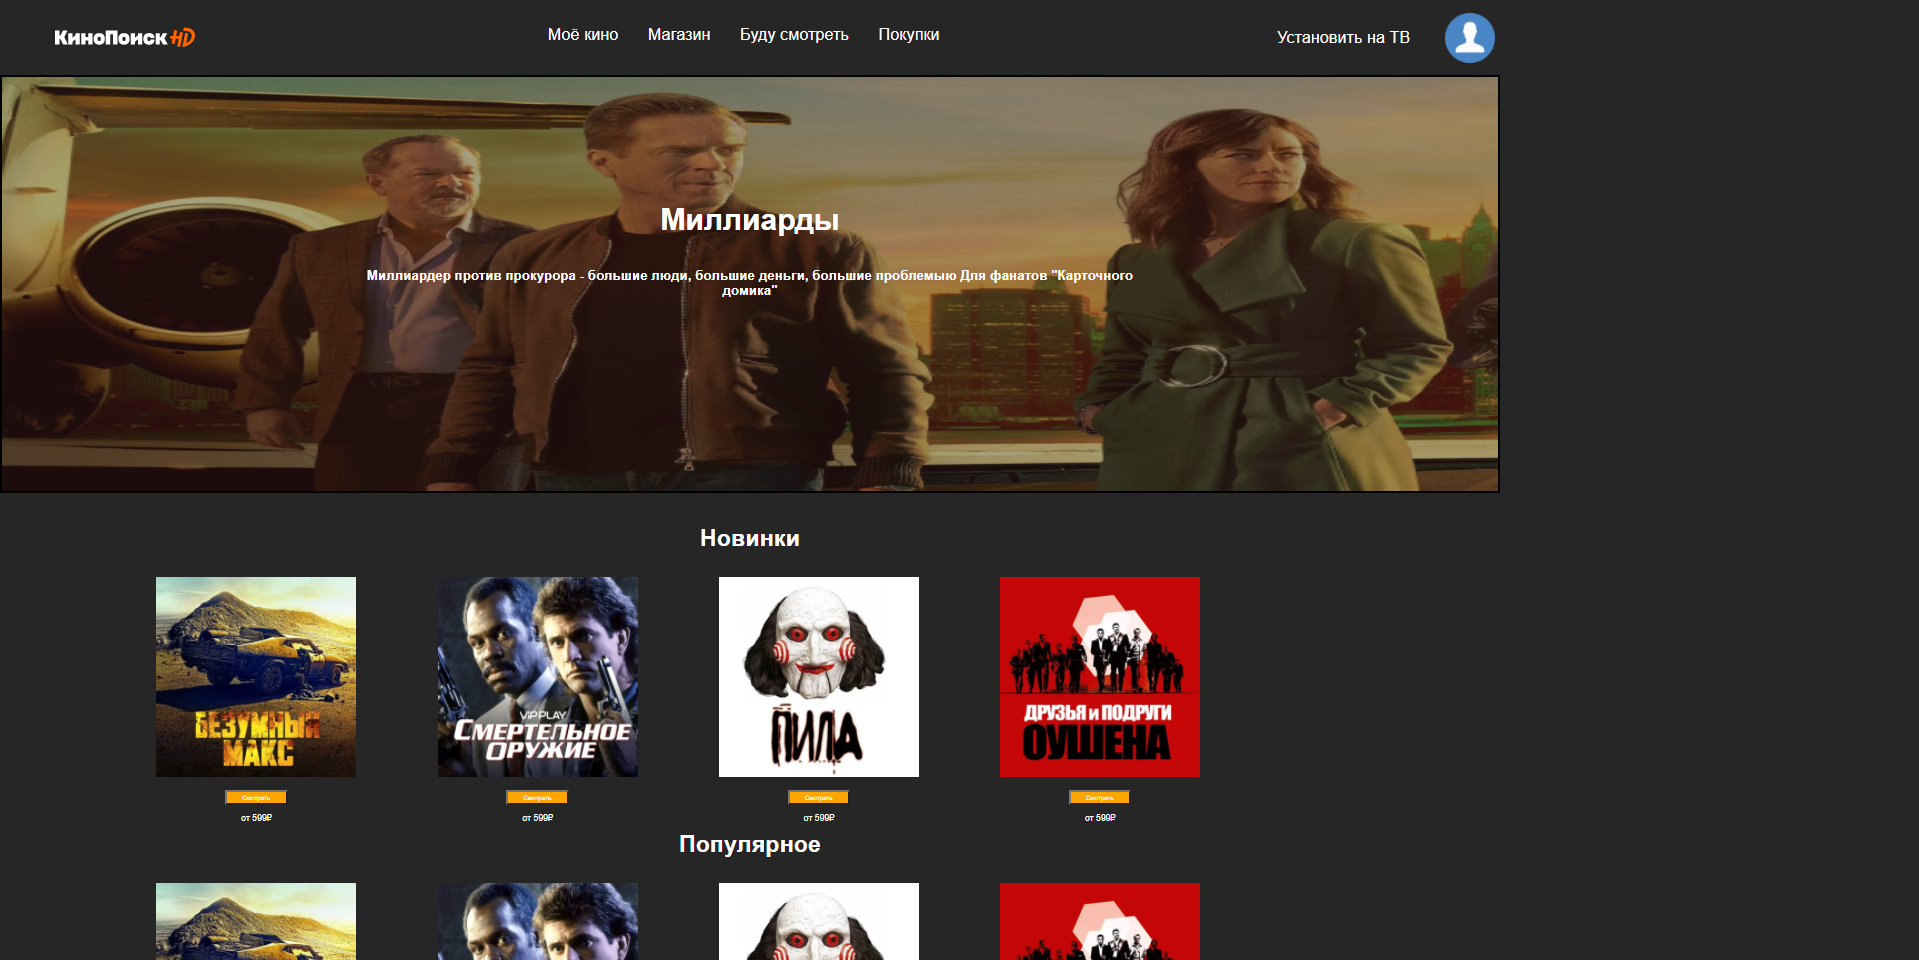 КиноПоиск HD
Моё кино Магазин Буду смотреть Покупки
Установить на ТВ
Миллиарды
Миллиардер против прокурора - большие люди, большие деньги, большие проблемыю Для фанатов "Карточного
домика"
Новинки
БЕЗУМНЫЙ
МАКС
ViP PLAY
СМЕРТЕЛЬНОЕ
ОРУЖИЕ
ПИЛА
ДРУЗЬЯ И ПОДРУГИ
ОУШЕНА
Смотреть Смотреть Смотреть Смотреть
от 599₽ от 599₽ от 599₽ от 599₽
Популярное